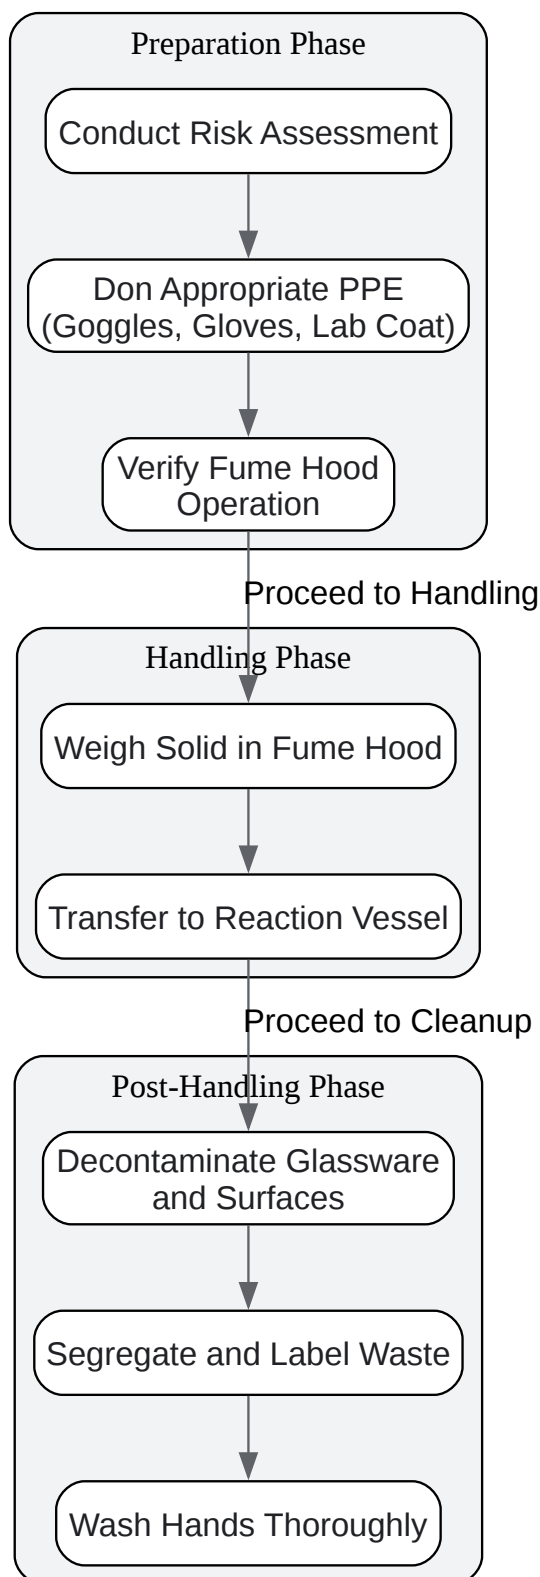 Preparation Phase
Conduct Risk Assessment
Don Appropriate PPE
(Goggles, Gloves, Lab Coat)
Verify Fume Hood
Operation
Proceed to Handling
Handling Phase
Weigh Solid in Fume Hood
Transfer to Reaction Vessel
Proceed to Cleanup
Post-Handling Phase
Decontaminate Glassware
and Surfaces
Segregate and Label Waste
Wash Hands Thoroughly